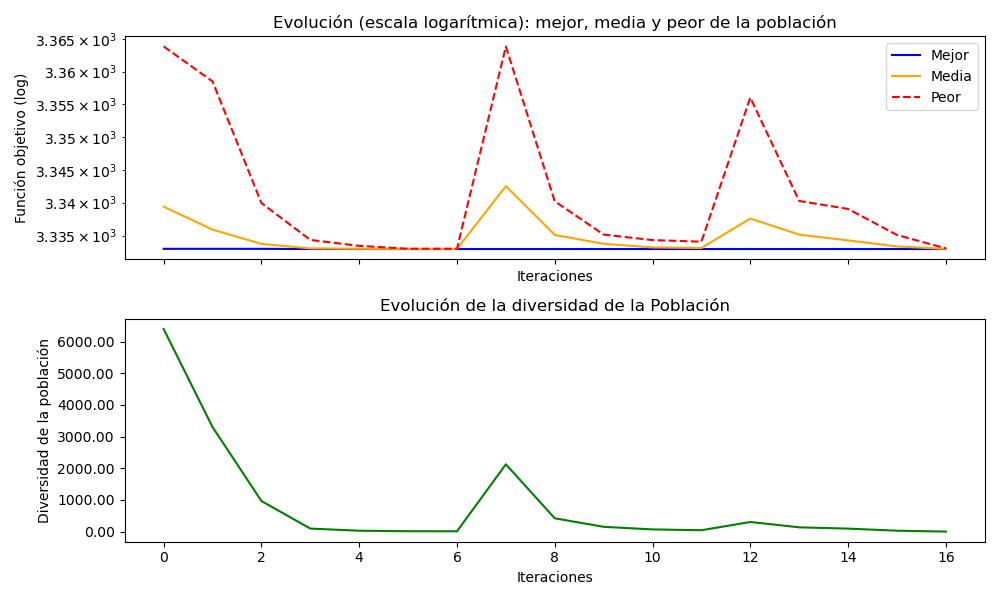 Evolución (escala logarítmica): mejor, media y peor de la población
Función objetivo (log)
3.365 × 10³
3.36 × 10³
3.355 × 10³
3.35 × 10³
3.345 × 10³
3.34 × 10³
3.335 × 10³
Mejor
Media
Peor
Iteraciones
Evolución de la diversidad de la Población
Diversidad de la población
6000.00
5000.00
4000.00
3000.00
2000.00
1000.00
0.00
0 2 4 6 8 10 12 14 16
Iteraciones